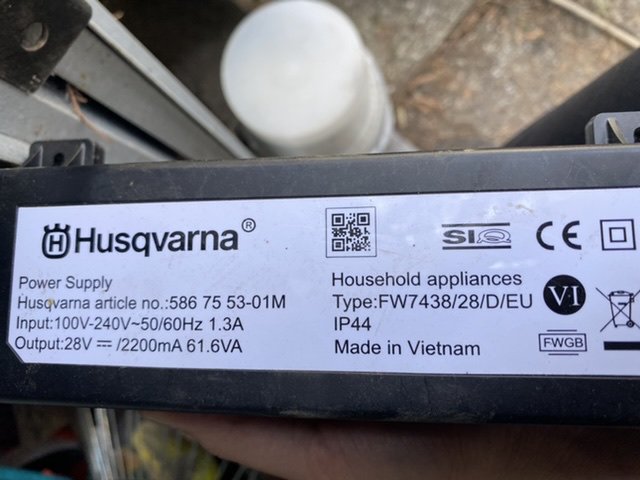 Husqvarna®
Power Supply
Husqvarna article no.:586 75 53-01M
Input:100V-240V~50/60Hz 1.3A
Output:28V ⎓ /2200mA 61.6VA
SIQ
CE
Household appliances
Type:FW7438/28/D/EU
VI
IP44
FWGB
Made in Vietnam